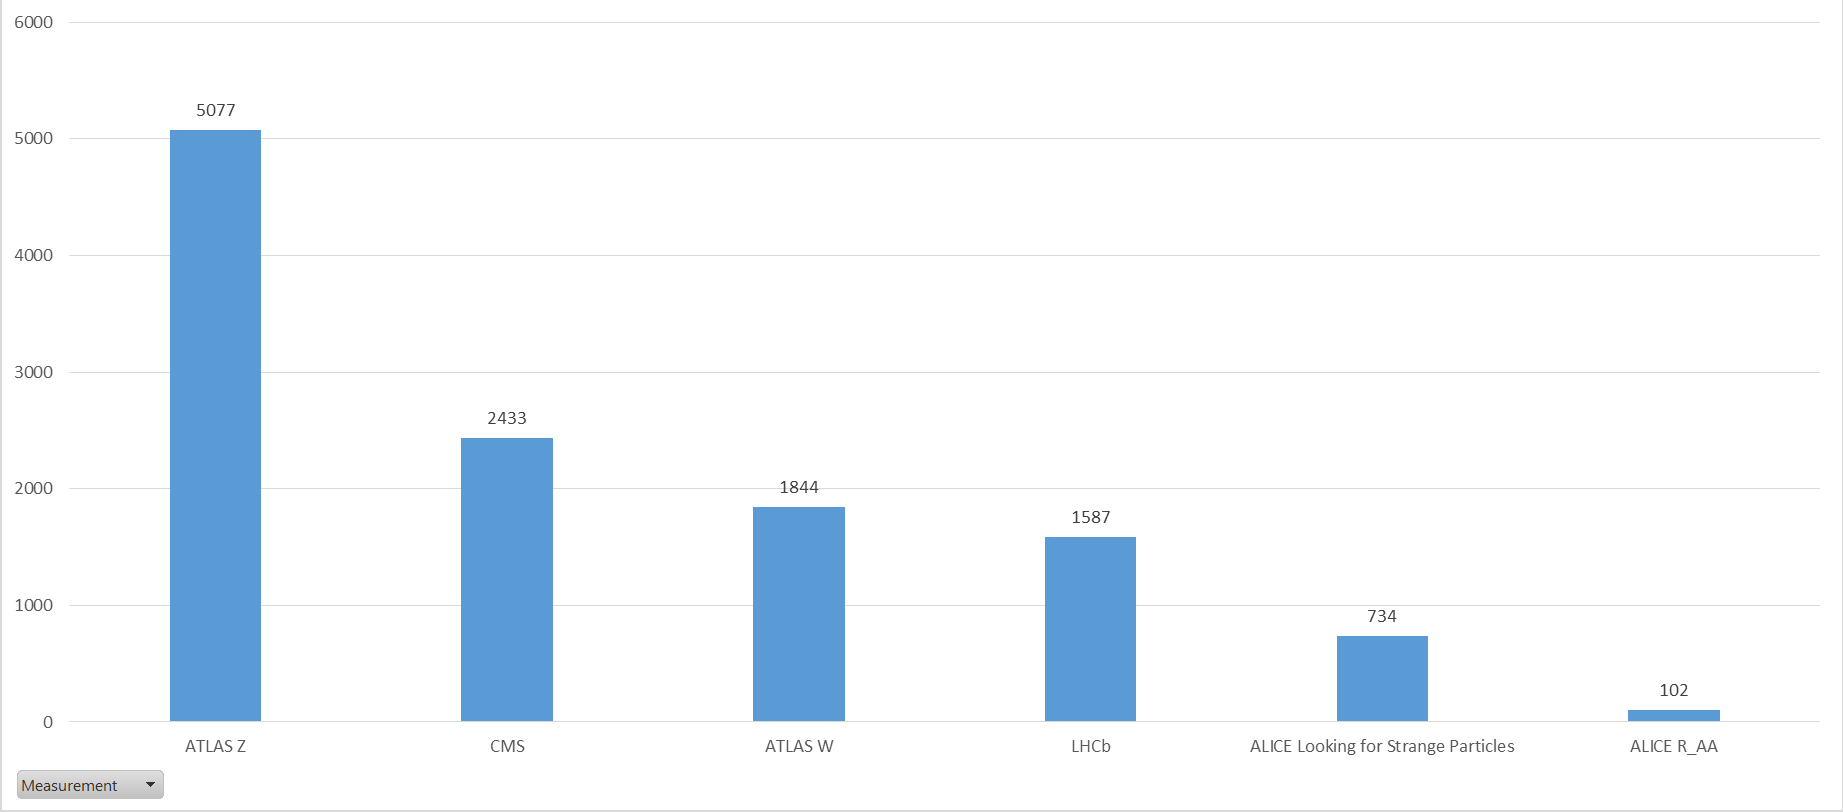 6000
5077
5000
4000
3000
2433
2000
1844
1587
1000
734
102
0
ATLAS Z
CMS
ATLAS W
LHCb
ALICE Looking for Strange Particles
ALICE R_AA
Measurement